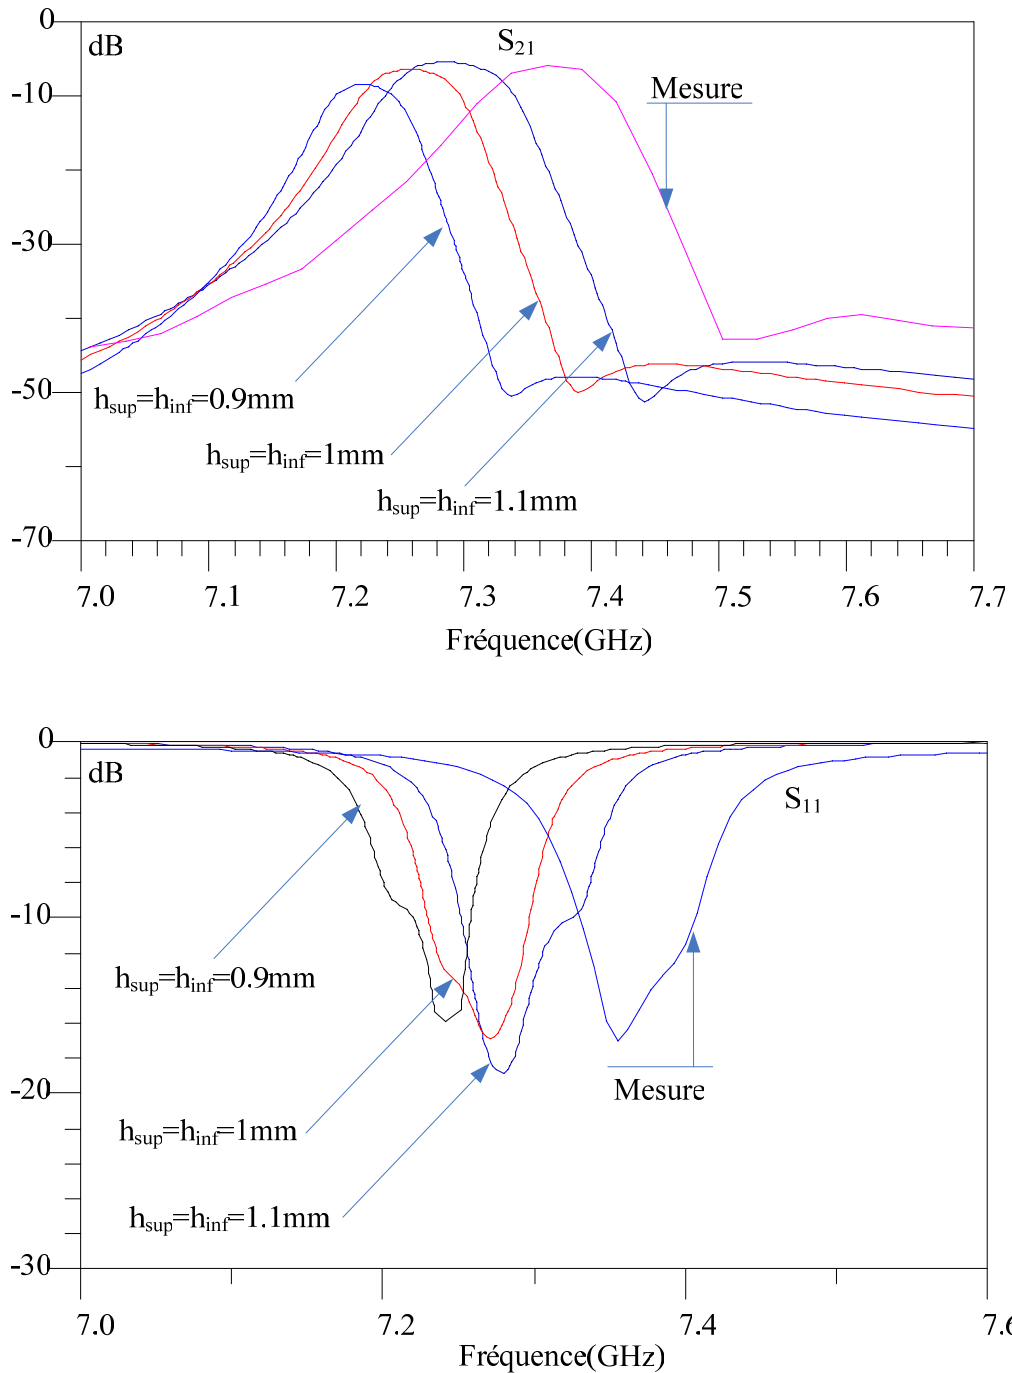 0
dB
S21
-10
Mesure
-30
-50
hsup=hinf=0.9mm
hsup=hinf=1mm
hsup=hinf=1.1mm
-70
7.0 7.1 7.2 7.3 7.4 7.5 7.6 7.7
Fréquence(GHz)
0
dB
S11
-10
hsup=hinf=0.9mm
-20
Mesure
hsup=hinf=1mm
hsup=hinf=1.1mm
-30
7.0 7.2 7.4 7.6
Fréquence(GHz)